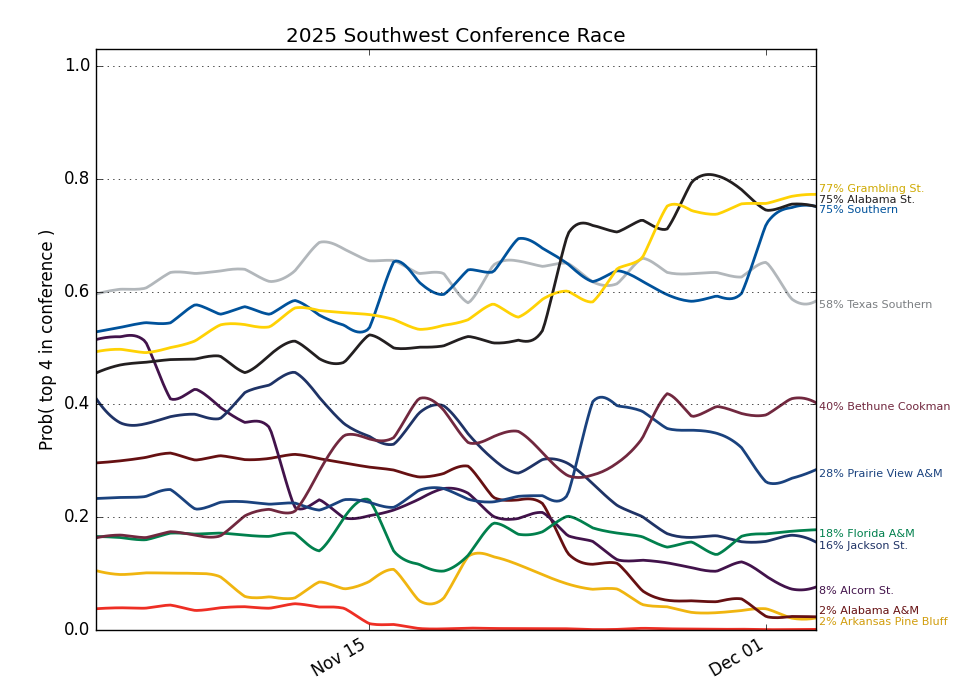 2025 Southwest Conference Race
Prob( top 4 in conference )
1.0
0.8
0.6
0.4
0.2
0.0
Nov 15
Dec 01
77% Grambling St.
75% Alabama St.
75% Southern
58% Texas Southern
40% Bethune Cookman
28% Prairie View A&M
18% Florida A&M
16% Jackson St.
8% Alcorn St.
2% Alabama A&M
2% Arkansas Pine Bluff